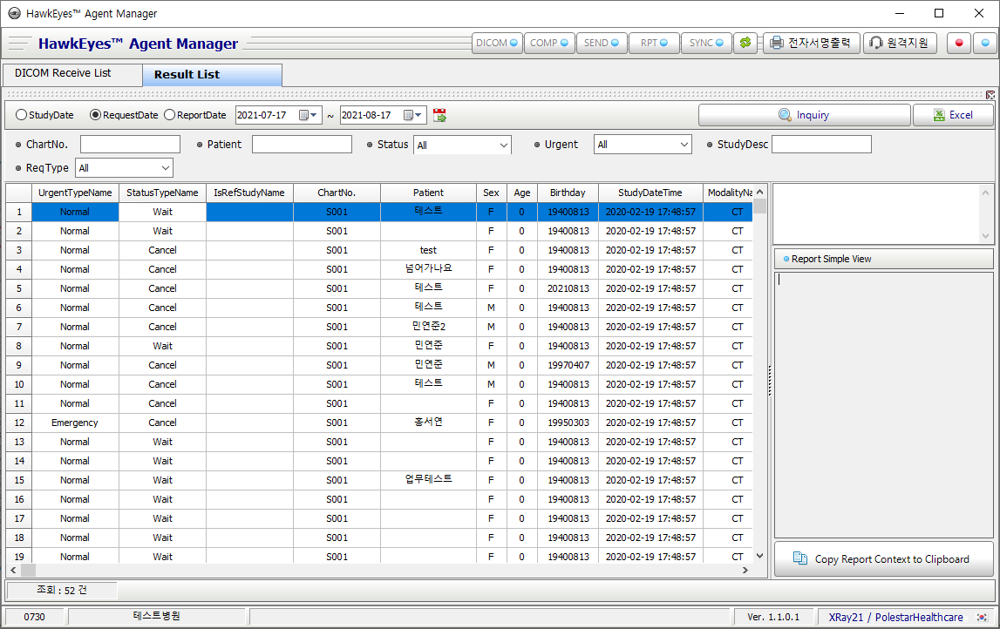 HawkEyes™ Agent Manager
HawkEyes™ Agent Manager DICOM COMP SEND RPT SYNC 전자서명출력 원격지원
DICOM Receive List Result List
StudyDate RequestDate ReportDate 2021-07-17 ~ 2021-08-17 Inquiry Excel
ChartNo. Patient Status All Urgent All StudyDesc
ReqType All
UrgentTypeName StatusTypeName IsRefStudyName ChartNo. Patient Sex Age Birthday StudyDateTime ModalityNa
1 Normal Wait S001 테스트 F 0 19400813 2020-02-19 17:48:57 CT
2 Normal Wait S001 F 0 19400813 2020-02-19 17:48:57 CT
3 Normal Cancel S001 test F 0 19400813 2020-02-19 17:48:57 CT
Report Simple View
4 Normal Cancel S001 넘어가나요 F 0 19400813 2020-02-19 17:48:57 CT
5 Normal Cancel S001 테스트 F 0 20210813 2020-02-19 17:48:57 CT
6 Normal Cancel S001 테스트 M 0 19400813 2020-02-19 17:48:57 CT
7 Normal Cancel S001 민연준2 M 0 19400813 2020-02-19 17:48:57 CT
8 Normal Wait S001 민연준 F 0 19400813 2020-02-19 17:48:57 CT
9 Normal Cancel S001 민연준 M 0 19970407 2020-02-19 17:48:57 CT
10 Normal Cancel S001 테스트 M 0 19400813 2020-02-19 17:48:57 CT
11 Normal Cancel S001 F 0 19400813 2020-02-19 17:48:57 CT
12 Emergency Cancel S001 홍서연 F 0 19950303 2020-02-19 17:48:57 CT
13 Normal Wait S001 F 0 19400813 2020-02-19 17:48:57 CT
14 Normal Wait S001 F 0 19400813 2020-02-19 17:48:57 CT
15 Normal Wait S001 업무테스트 F 0 19400813 2020-02-19 17:48:57 CT
16 Normal Wait S001 F 0 19400813 2020-02-19 17:48:57 CT
17 Normal Wait S001 F 0 19400813 2020-02-19 17:48:57 CT
18 Normal Wait S001 F 0 19400813 2020-02-19 17:48:57 CT
19 Normal Wait S001 F 0 19400813 2020-02-19 17:48:57 CT
Copy Report Context to Clipboard
조회 : 52 건
0730 테스트병원 Ver. 1.1.0.1 XRay21 / PolestarHealthcare